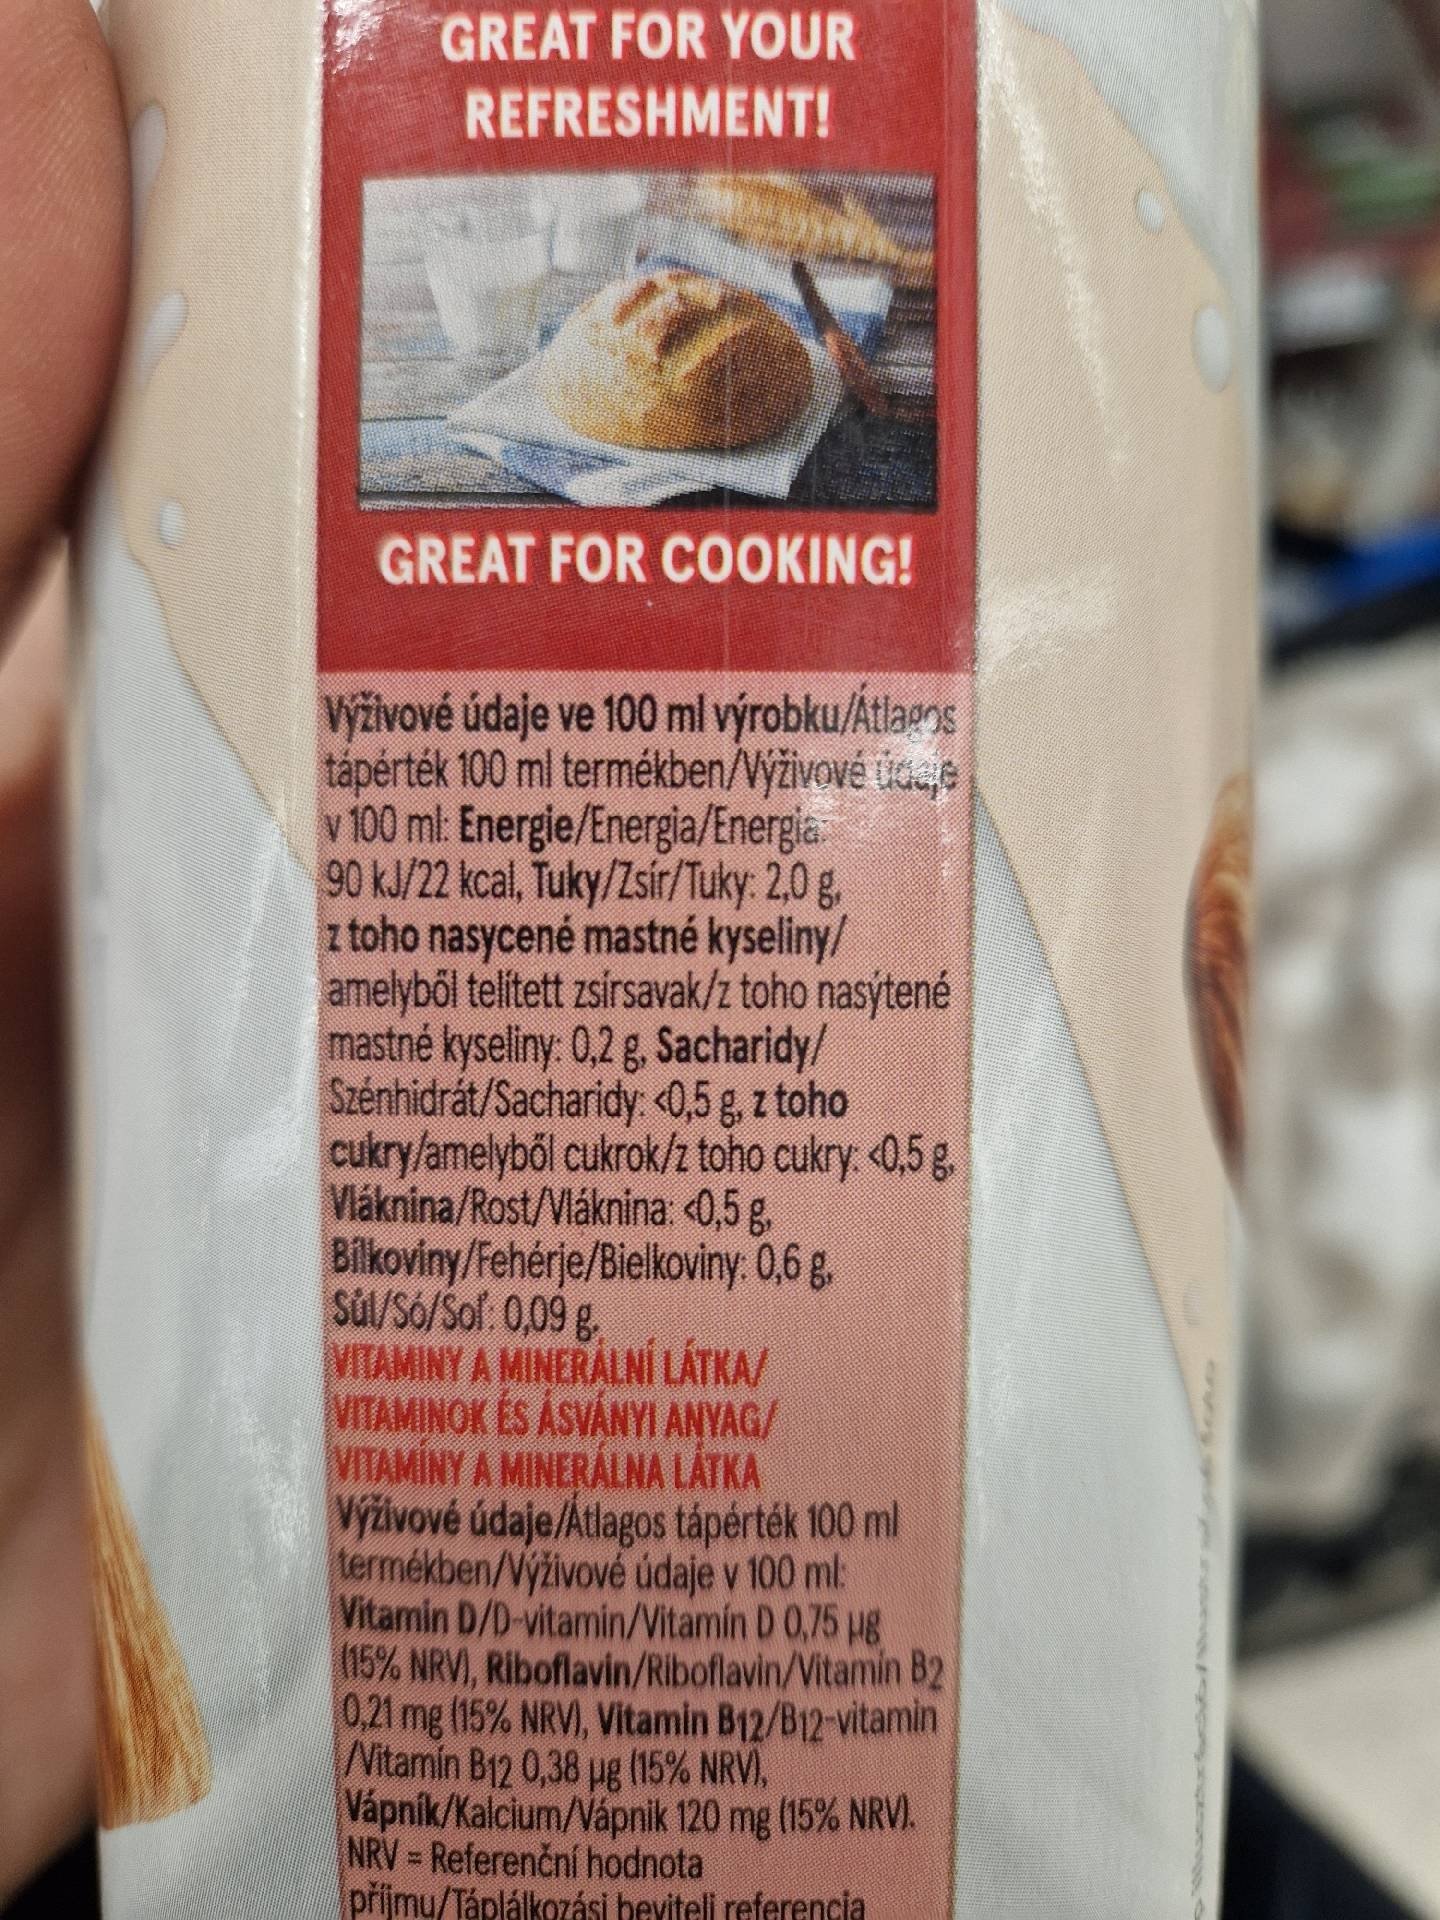 GREAT FOR YOUR
REFRESHMENT!
GREAT FOR COOKING!
Výživové údaje ve 100 ml výrobku/Átlagos
tápérték 100 ml termékben/Výživové údaje
v 100 ml: Energie/Energia/Energia:
90 kJ/22 kcal, Tuky/Zsír/Tuky: 2,0 g,
z toho nasycené mastné kyseliny/
amelyből telített zsírsavak/z toho nasýtené
mastné kyseliny: 0,2 g, Sacharidy/
Szénhidrát/Sacharidy: <0,5 g, z toho
cukry/amelyből cukrok/z toho cukry: <0,5 g,
Vláknina/Rost/Vláknina: <0,5 g,
Bílkoviny/Fehérje/Bielkoviny: 0,6 g,
Sůl/Só/Soľ: 0,09 g.
VITAMINY A MINERÁLNÍ LÁTKA/
VITAMINOK ÉS ÁSVÁNYI ANYAG/
VITAMÍNY A MINERÁLNA LÁTKA
Výživové údaje/Átlagos tápérték 100 ml
termékben/Výživové údaje v 100 ml:
Vitamin D/D-vitamin/Vitamín D 0,75 µg
(15% NRV), Riboflavin/Riboflavin/Vitamín B2
0,21 mg (15% NRV), Vitamin B12/B12-vitamin
/Vitamín B12 0,38 µg (15% NRV),
Vápník/Kalcium/Vápnik 120 mg (15% NRV).
NRV = Referenční hodnota
příjmu/Táplálkozási beviteli referencia